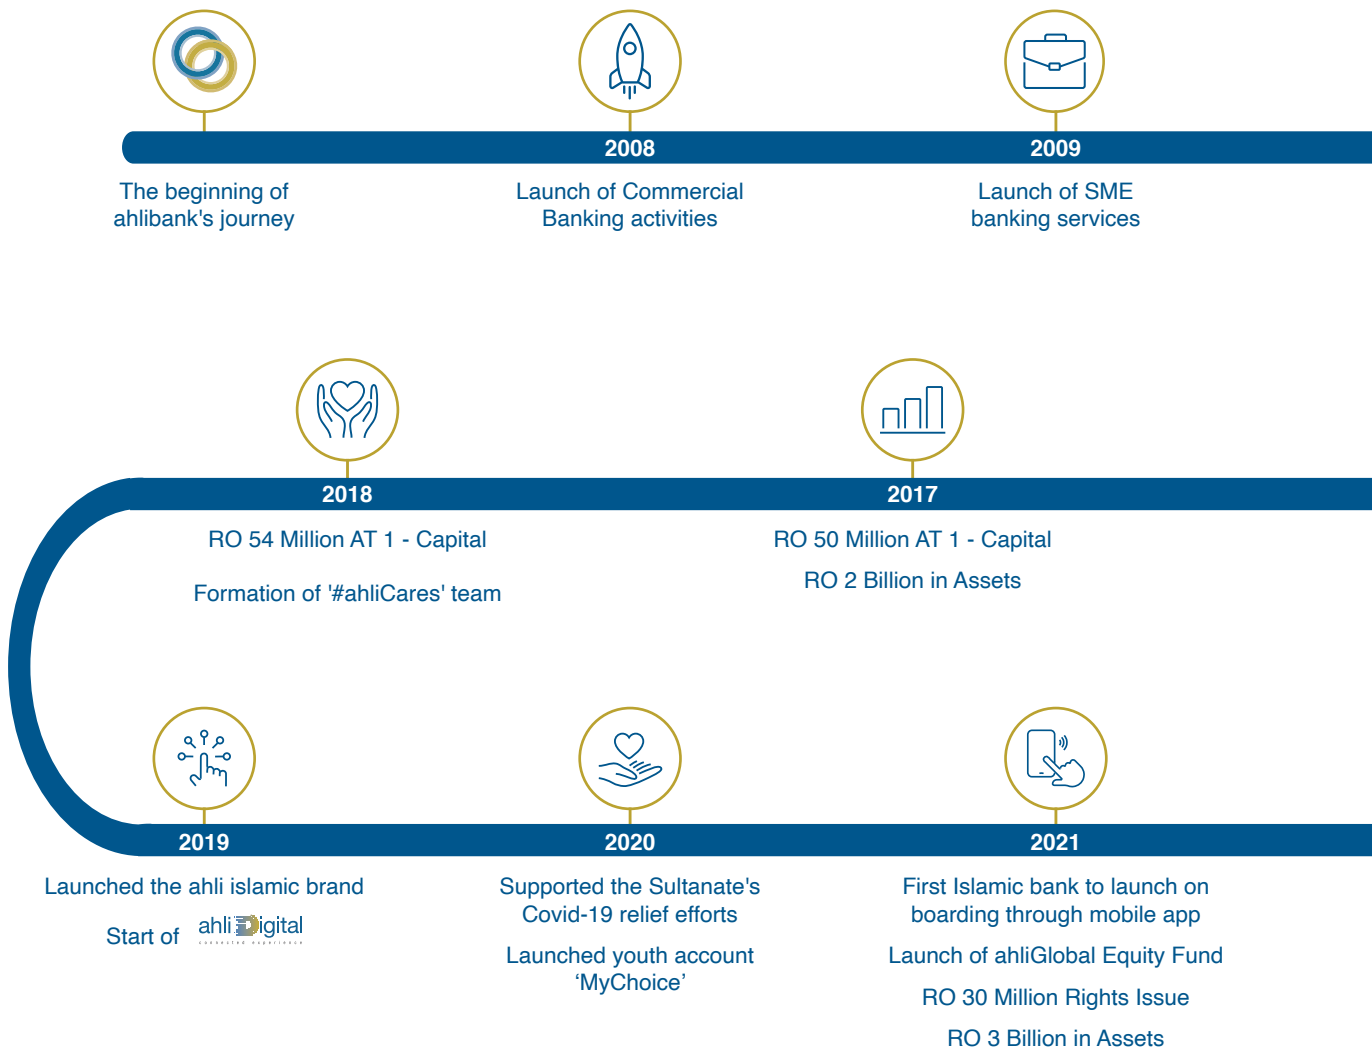 2008
2009
The beginning of
ahlibank's journey
Launch of Commercial
Banking activities
Launch of SME
banking services
2018
2017
RO 54 Million AT 1 - Capital
Formation of '#ahliCares' team
RO 50 Million AT 1 - Capital
RO 2 Billion in Assets
2019
2020
2021
Launched the ahli islamic brand
Start of ahli Digital
connected experience
Supported the Sultanate's
Covid-19 relief efforts
Launched youth account
‘MyChoice’
First Islamic bank to launch on
boarding through mobile app
Launch of ahliGlobal Equity Fund
RO 30 Million Rights Issue
RO 3 Billion in Assets